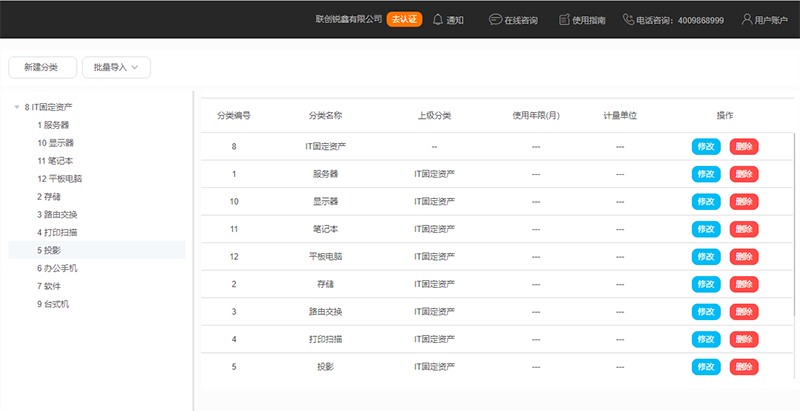 联创锐鑫有限公司 去认证 通知 在线咨询 使用指南 电话咨询：4009868999 用户账户
新建分类 批量导入
8 IT固定资产
1 服务器
10 显示器
11 笔记本
12 平板电脑
2 存储
3 路由交换
4 打印扫描
5 投影
6 办公手机
7 软件
9 台式机
分类编号 分类名称 上级分类 使用年限(月) 计量单位 操作
8 IT固定资产 -- --- --- 修改 删除
1 服务器 IT固定资产 --- --- 修改 删除
10 显示器 IT固定资产 --- --- 修改 删除
11 笔记本 IT固定资产 --- --- 修改 删除
12 平板电脑 IT固定资产 --- --- 修改 删除
2 存储 IT固定资产 --- --- 修改 删除
3 路由交换 IT固定资产 --- --- 修改 删除
4 打印扫描 IT固定资产 --- --- 修改 删除
5 投影 IT固定资产 --- --- 修改 删除